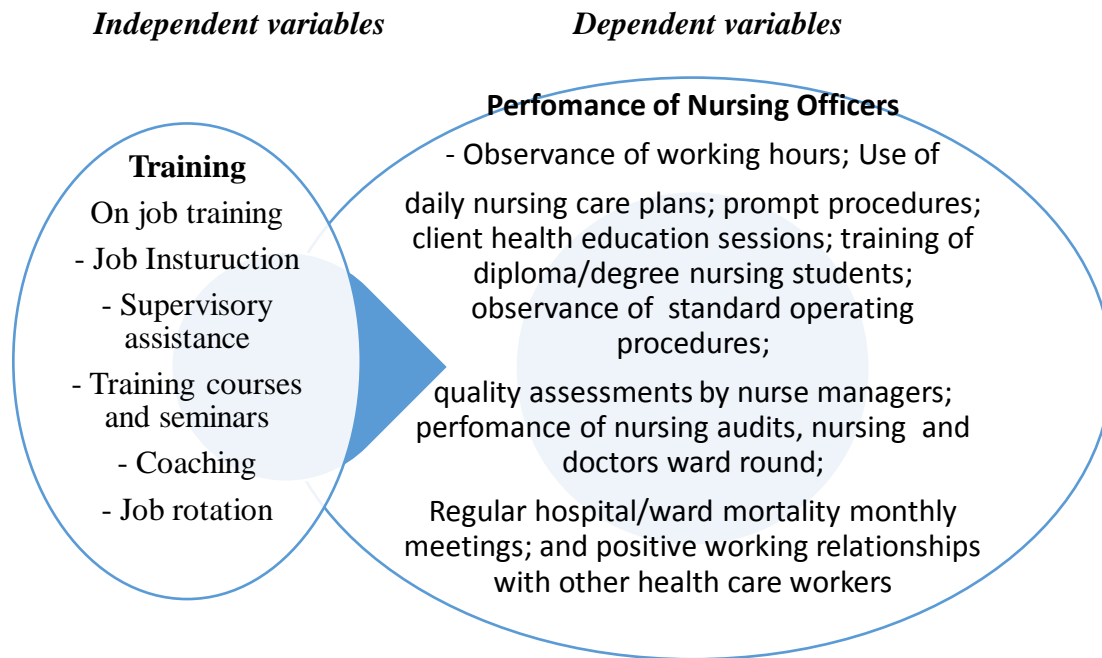 Independent variables
Dependent variables
Training
On job training
- Job Insturuction
- Supervisory
assistance
- Training courses
and seminars
- Coaching
- Job rotation
Perfomance of Nursing Officers
- Observance of working hours; Use of
daily nursing care plans; prompt procedures;
client health education sessions; training of
diploma/degree nursing students;
observance of standard operating
procedures;
quality assessments by nurse managers;
perfomance of nursing audits, nursing and
doctors ward round;
Regular hospital/ward mortality monthly
meetings; and positive working relationships
with other health care workers